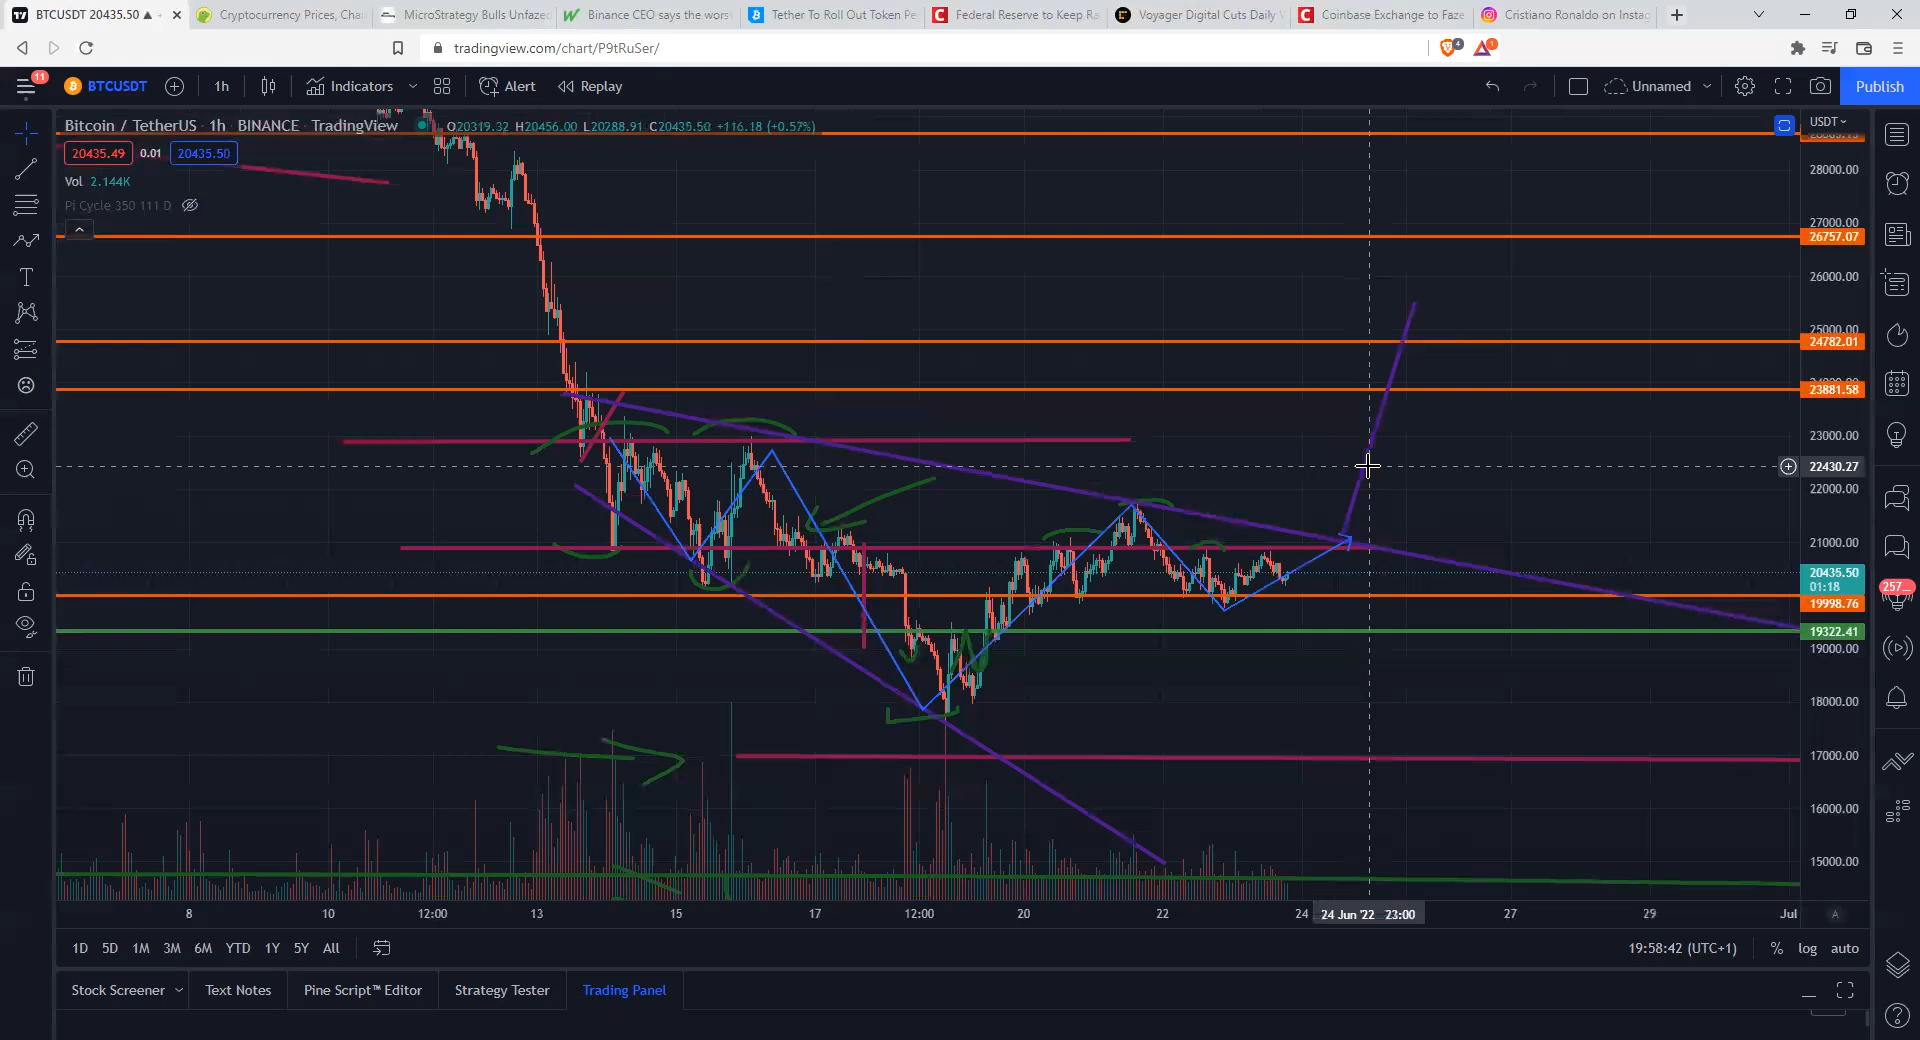 BTCUSDT 20435.50 ▲ +
Cryptocurrency Prices, Cha
MicroStrategy Bulls Unfaze
Binance CEO says the wors
Tether To Roll Out Token Pe
Federal Reserve to Keep Ra
Voyager Digital Cuts Daily
Coinbase Exchange to Faze
Cristiano Ronaldo on Instag
tradingview.com/chart/P9tRuSer/
4
1
11
BTCUSDT
1h
Indicators
Alert
Replay
Unnamed
Publish
Bitcoin / TetherUS · 1h · BINANCE · TradingView
O20319.32 H20456.00 L20288.91 C20435.50 +116.18 (+0.57%)
USDT
20435.49
0.01
20435.50
Vol 2.144K
Pi Cycle 350 111 D
28000.00
27000.00
26757.07
26000.00
25000.00
24782.01
23881.58
23000.00
22430.27
22000.00
21000.00
20435.50
01:18
19998.76
19322.41
19000.00
18000.00
17000.00
16000.00
15000.00
257
8
10
12:00
13
15
17
12:00
20
22
24
24 Jun '22 23:00
27
29
Jul
A
1D 5D 1M 3M 6M YTD 1Y 5Y All
19:58:42 (UTC+1)
% log auto
Stock Screener
Text Notes
Pine Script™ Editor
Strategy Tester
Trading Panel